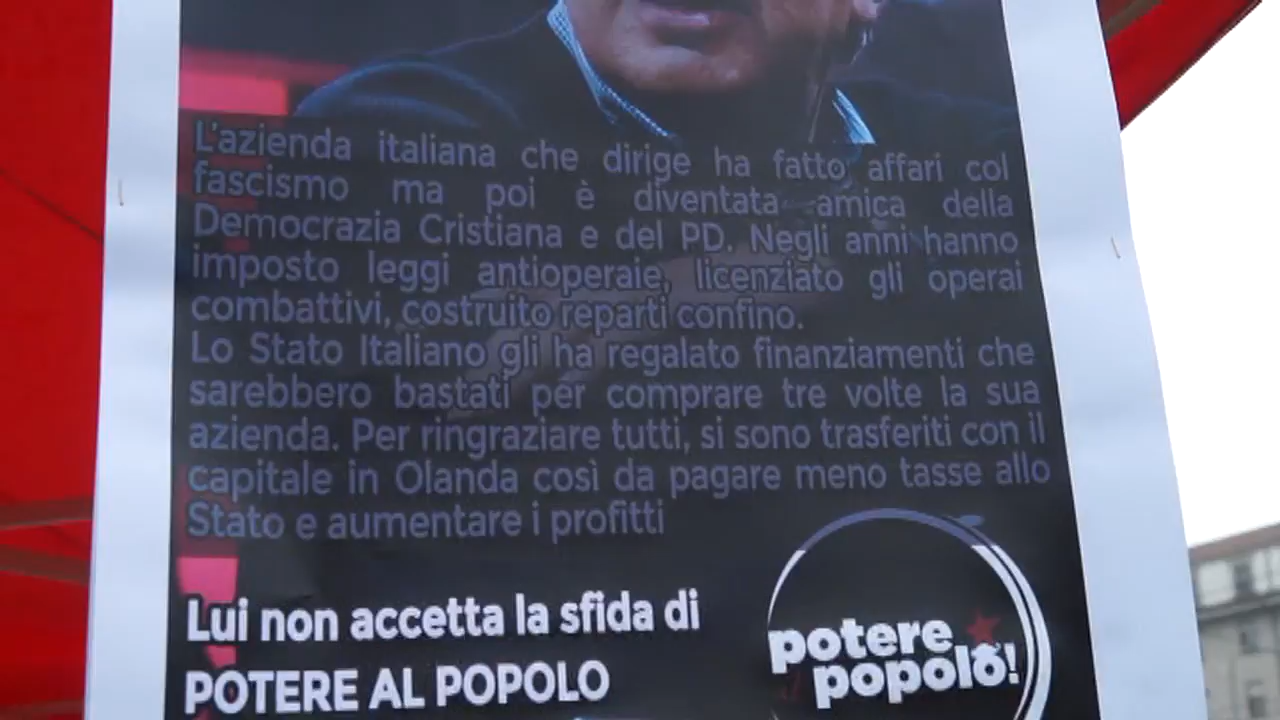 L'azienda italiana che dirige ha fatto affari col
fascismo ma poi è diventata amica della
Democrazia Cristiana e del PD. Negli anni hanno
imposto leggi antioperaie, licenziato gli operai
combattivi, costruito reparti confino.
Lo Stato Italiano gli ha regalato finanziamenti che
sarebbero bastati per comprare tre volte la sua
azienda. Per ringraziare tutti, si sono trasferiti con il
capitale in Olanda così da pagare meno tasse allo
Stato e aumentare i profitti
Lui non accetta la sfida di
POTERE AL POPOLO
potere
popolo!